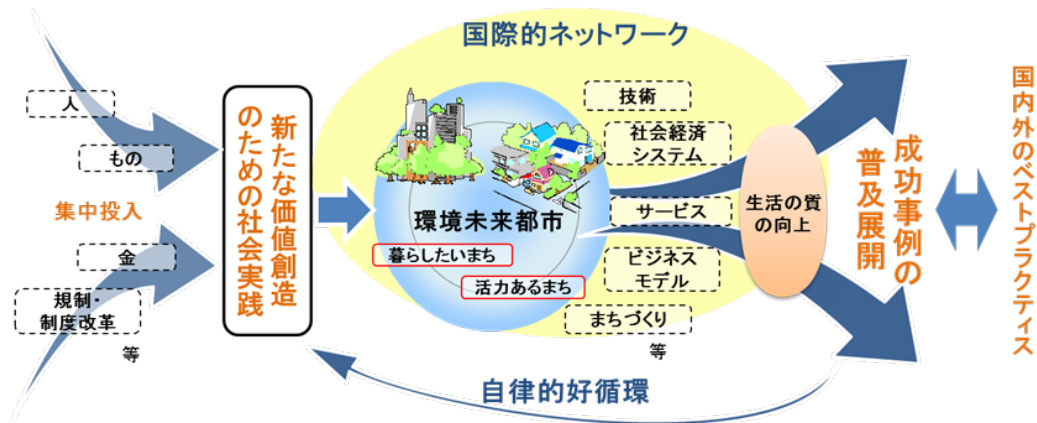 人
もの
集中投入
金
規制・
制度改革
等
新たな価値創造
のための社会実践
国際的ネットワーク
環境未来都市
暮らしたいまち
活力あるまち
技術
社会経済
システム
サービス
ビジネス
モデル
まちづくり
等
生活の質
の向上
成功事例の
普及展開
国内外のベストプラクティス
自律的好循環